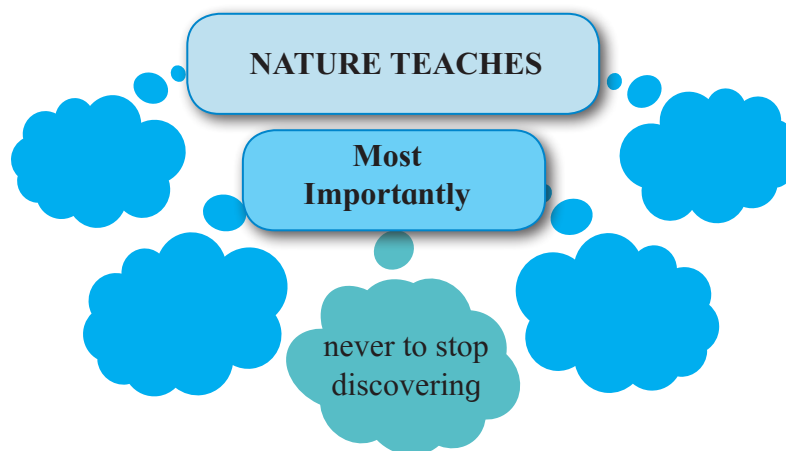 NATURE TEACHES
Most
Importantly
never to stop
discovering